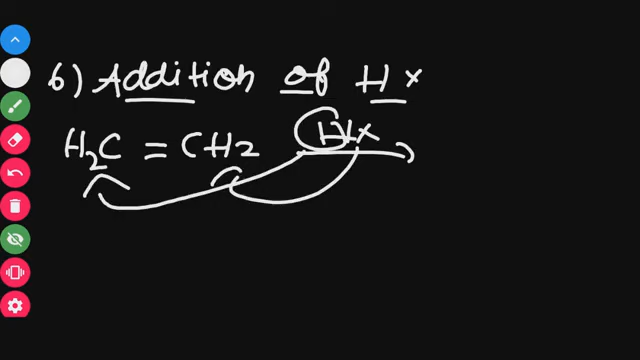 6) Addition of HX
H₂C = CH2 HX